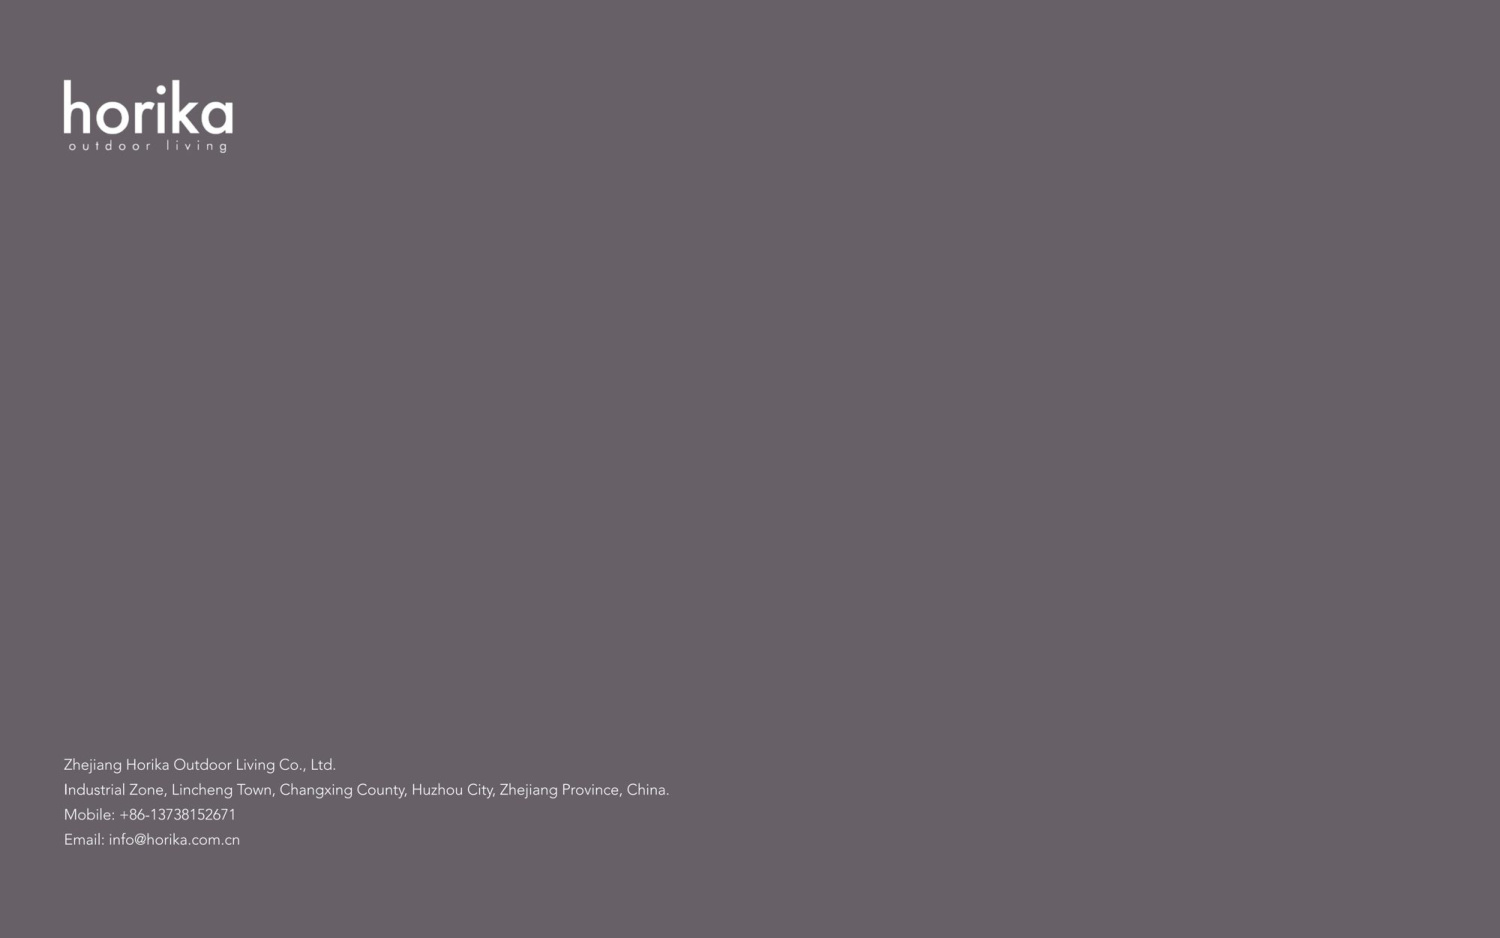 horika
outdoor living
Zhejiang Horika Outdoor Living Co., Ltd.
Industrial Zone, Lincheng Town, Changxing County, Huzhou City, Zhejiang Province, China.
Mobile: +86-13738152671
Email: info@horika.com.cn